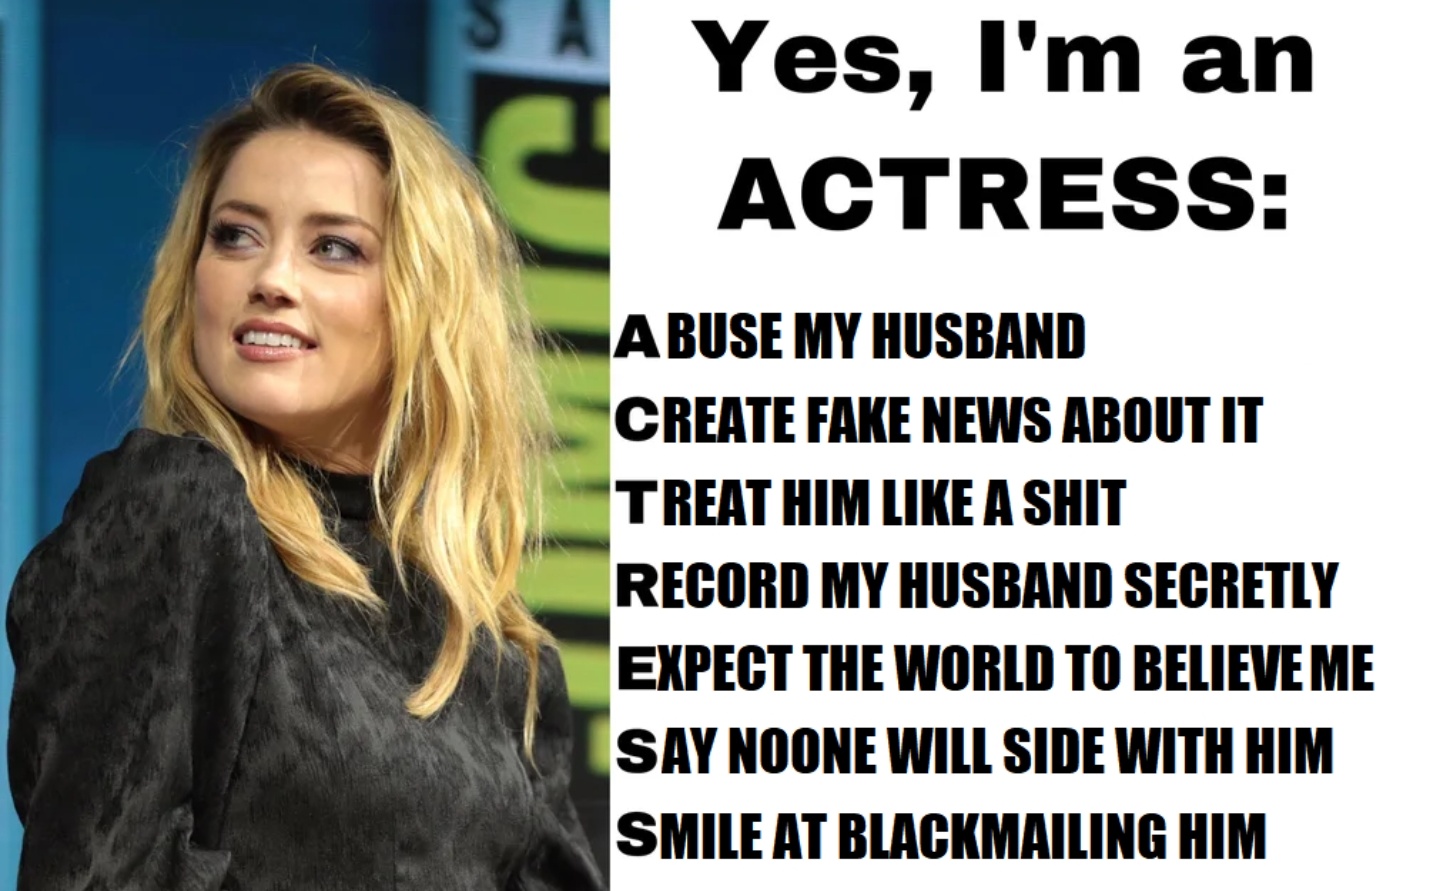 S A
MIC
Yes, I'm an
ACTRESS:
ABUSE MY HUSBAND
CREATE FAKE NEWS ABOUT IT
TREAT HIM LIKE A SHIT
RECORD MY HUSBAND SECRETLY
EXPECT THE WORLD TO BELIEVE ME
SAY NOONE WILL SIDE WITH HIM
SMILE AT BLACKMAILING HIM